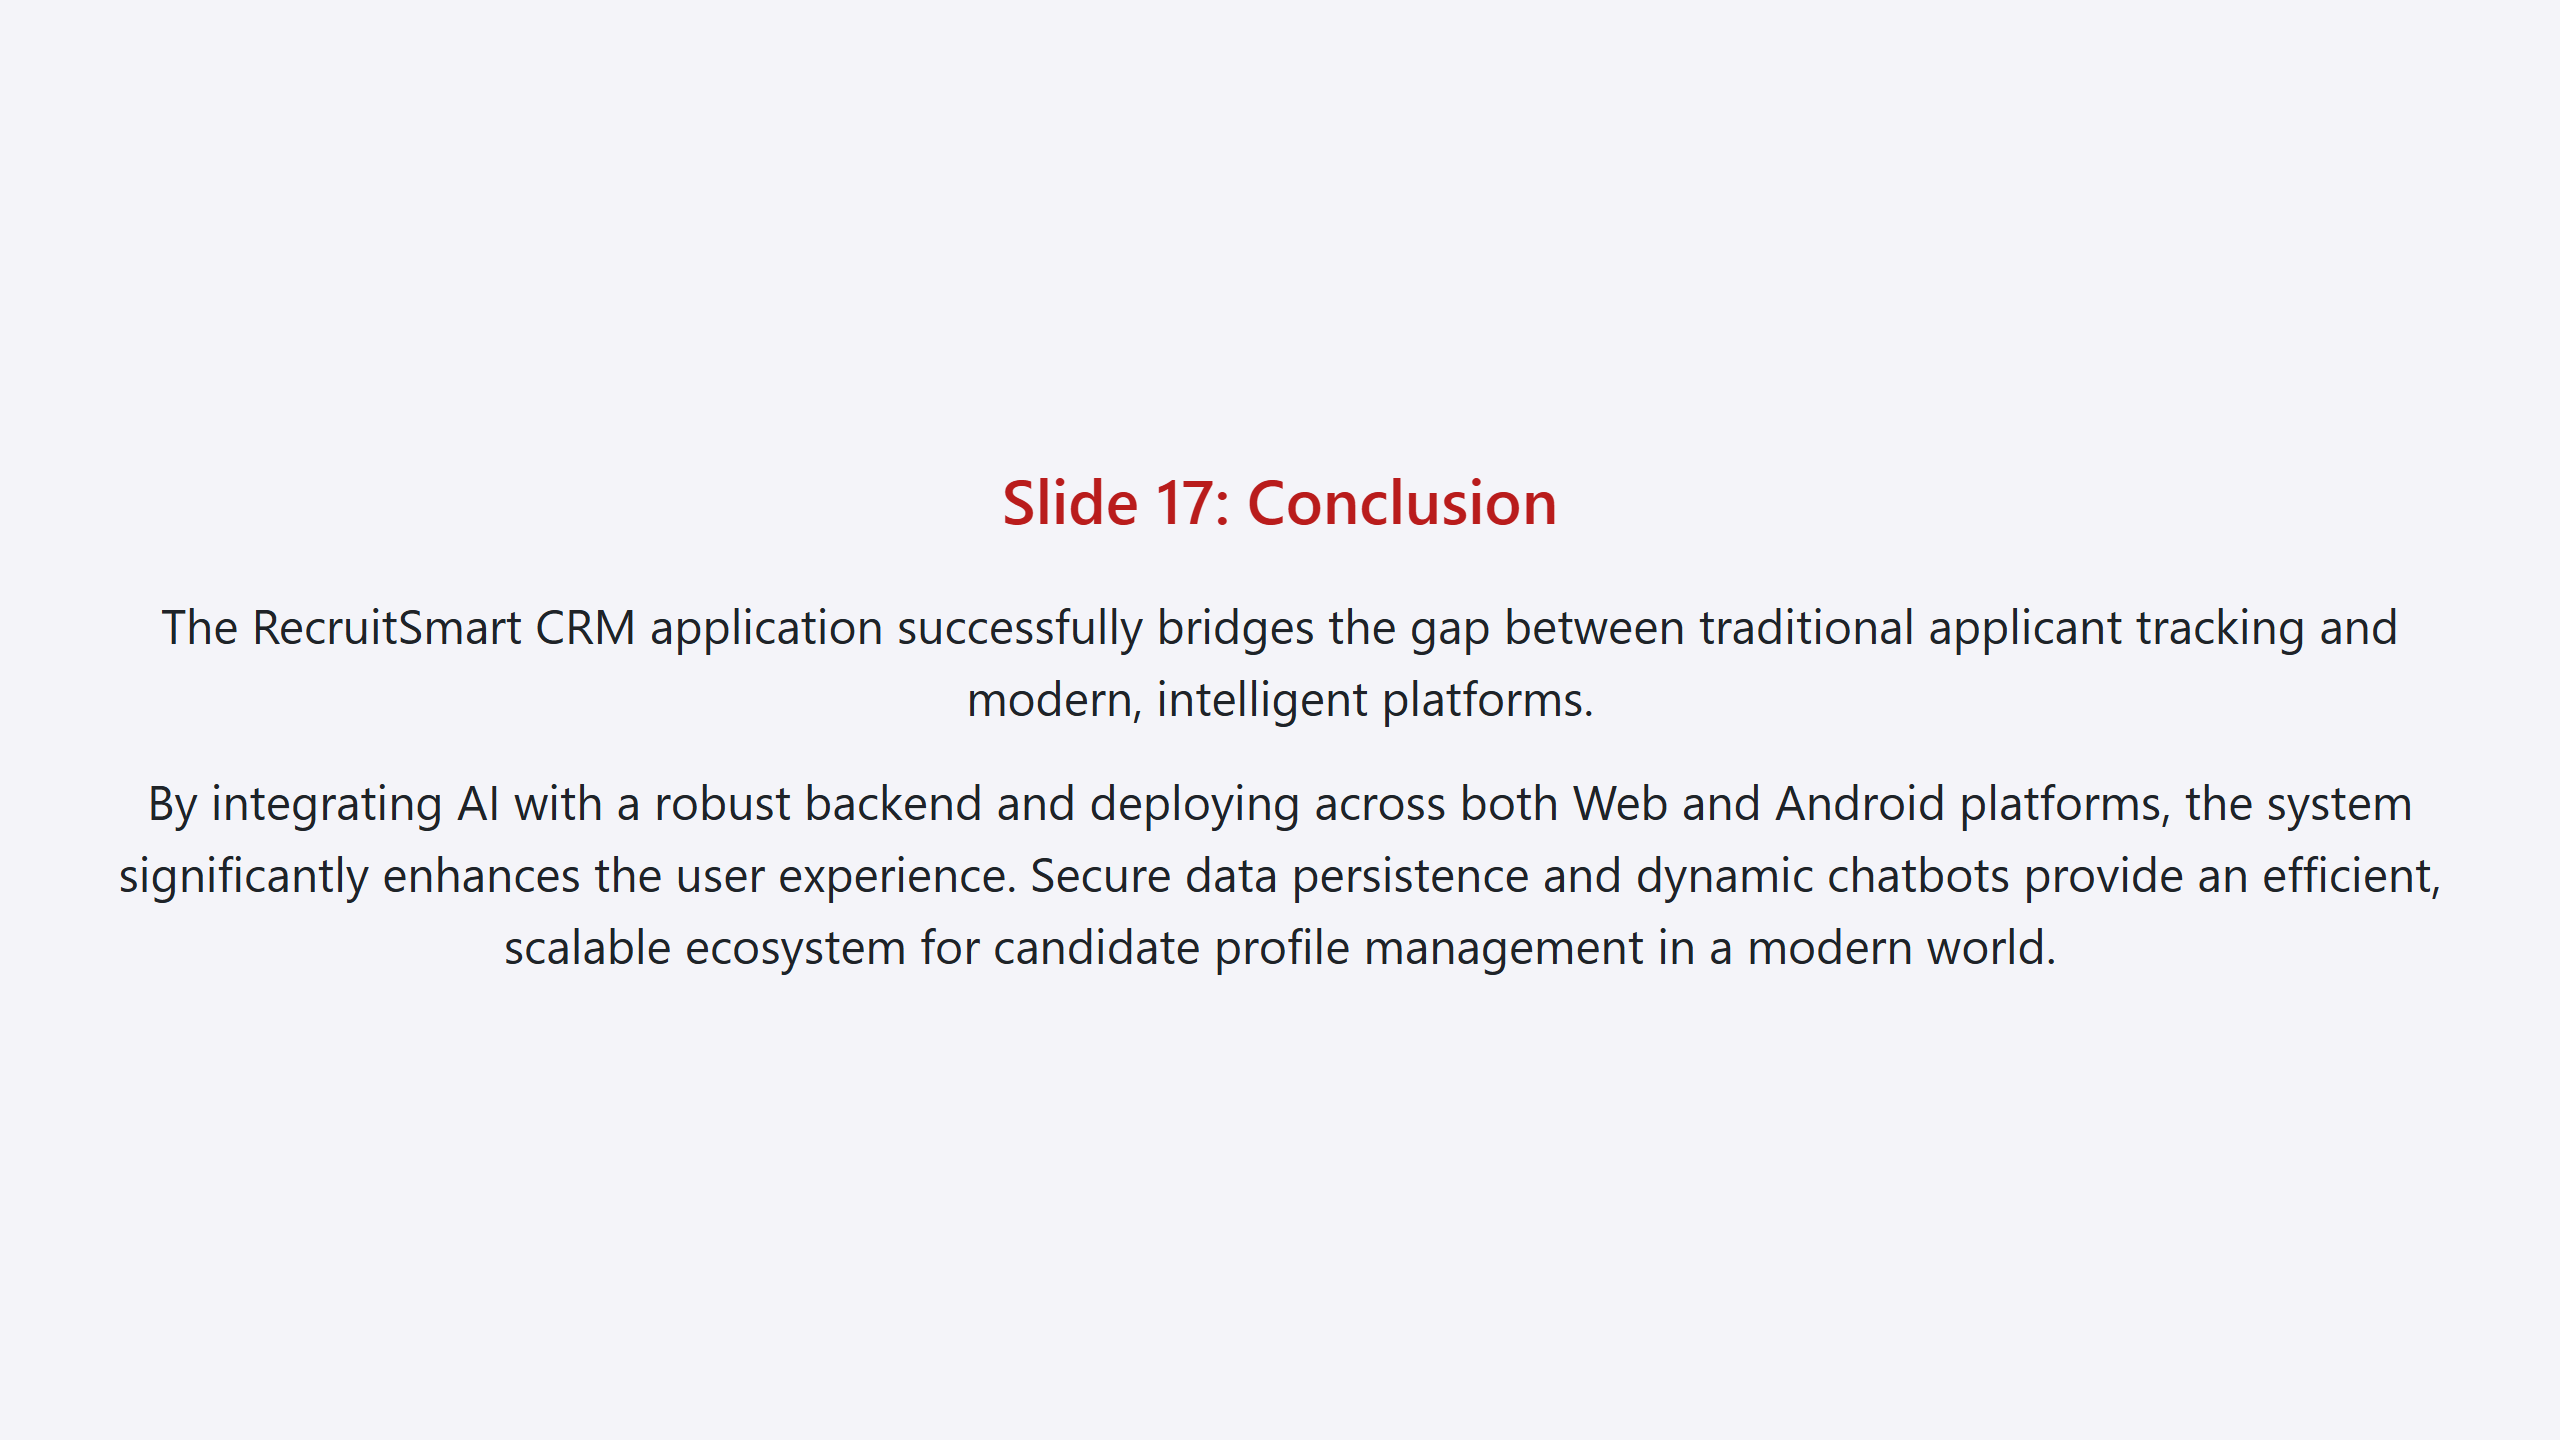 Slide 17: Conclusion
The RecruitSmart CRM application successfully bridges the gap between traditional applicant tracking and
modern, intelligent platforms.
By integrating AI with a robust backend and deploying across both Web and Android platforms, the system
significantly enhances the user experience. Secure data persistence and dynamic chatbots provide an efficient,
scalable ecosystem for candidate profile management in a modern world.